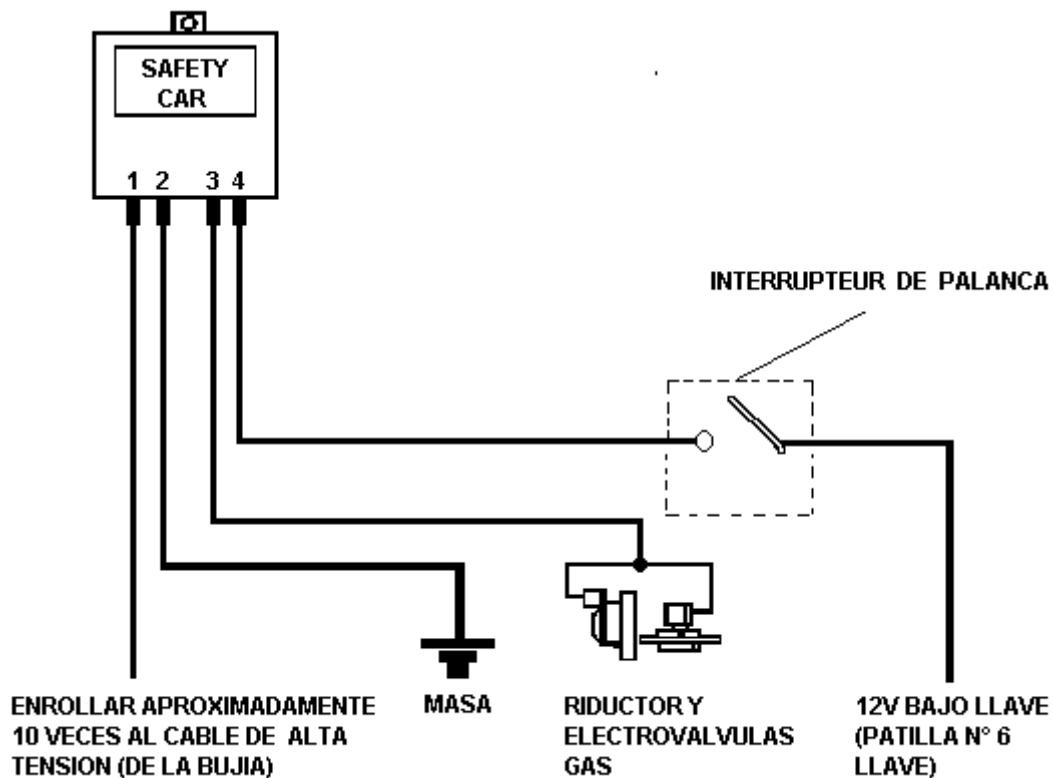 SAFETY
CAR
1 2 3 4
INTERRUPTEUR DE PALANCA
ENROLLAR APROXIMADAMENTE
10 VECES AL CABLE DE ALTA
TENSION (DE LA BUJIA)
MASA
RIDUCTOR Y
ELECTROVALVULAS
GAS
12V BAJO LLAVE
(PATILLA N° 6
LLAVE)